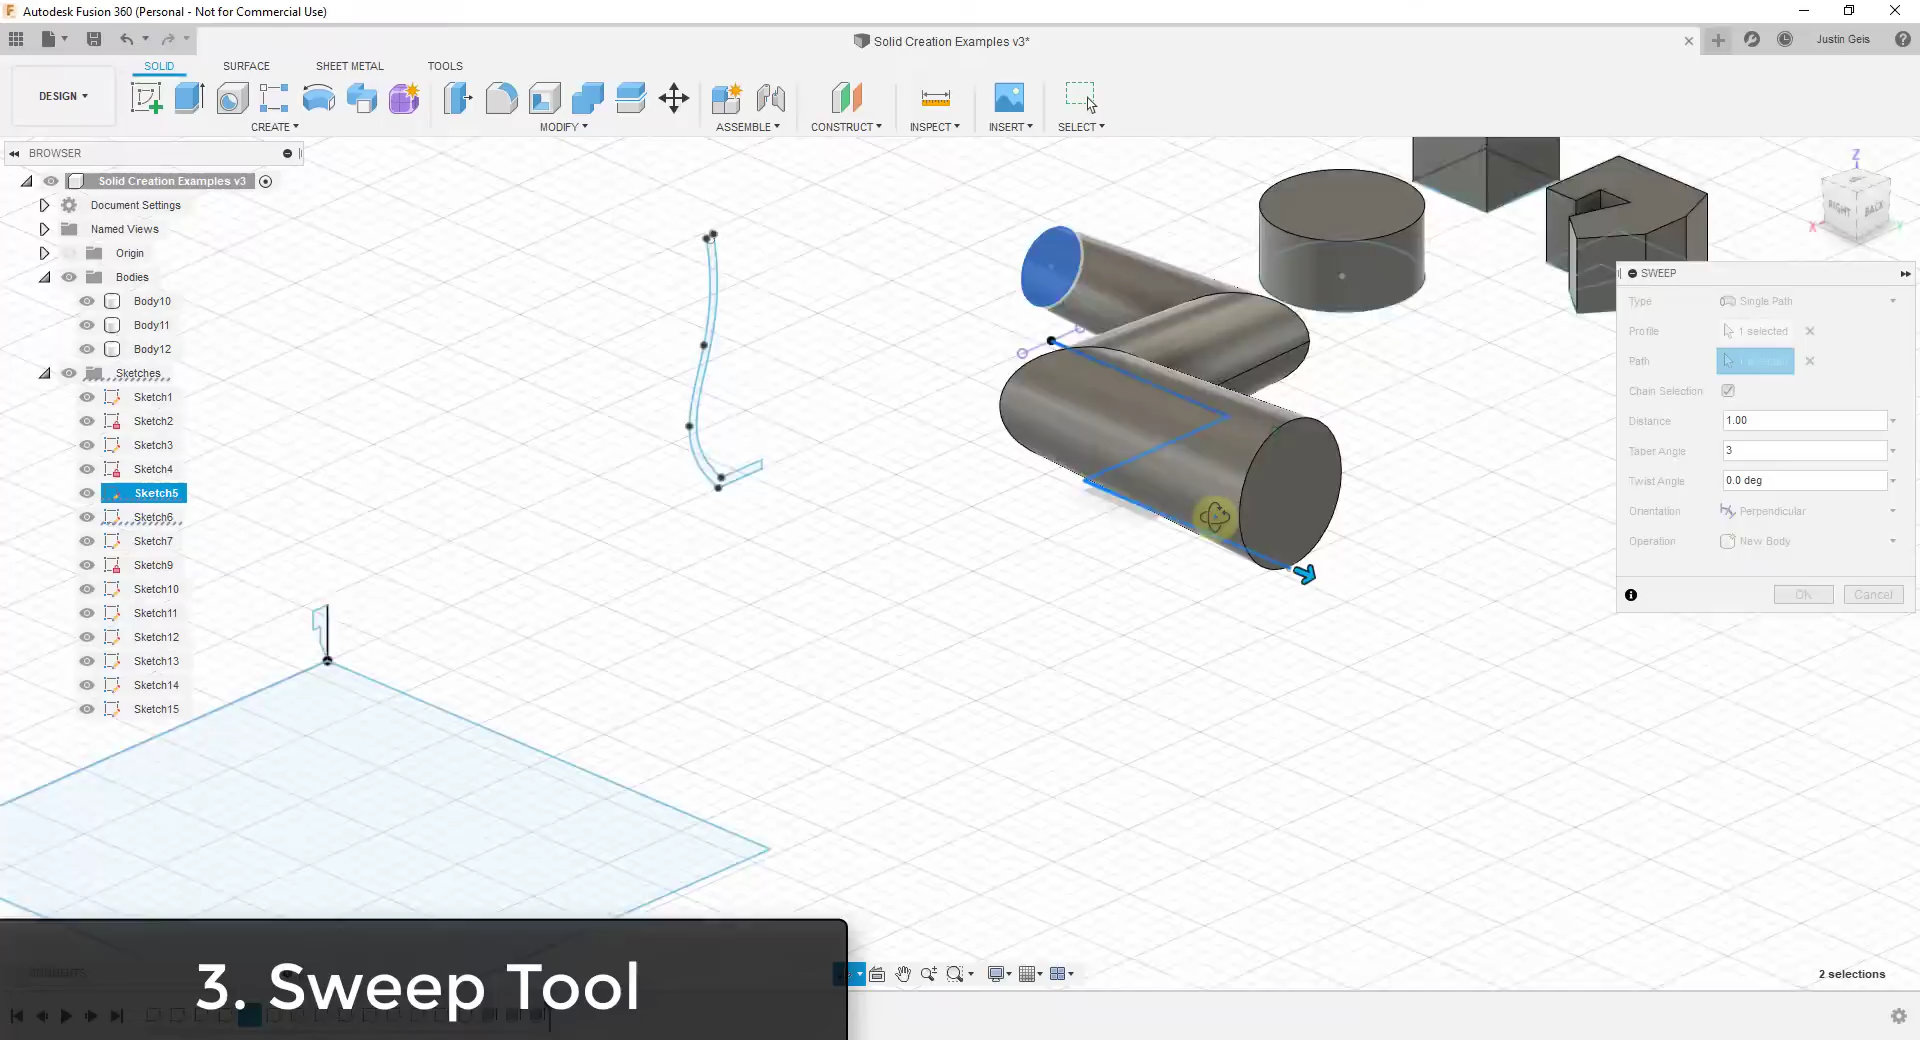 Autodesk Fusion 360 (Personal - Not for Commercial Use)
Solid Creation Examples v3*
Justin Geis
DESIGN
SOLID
SURFACE
SHEET METAL
TOOLS
CREATE
MODIFY
ASSEMBLE
CONSTRUCT
INSPECT
INSERT
SELECT
BROWSER
Solid Creation Examples v3
Document Settings
Named Views
Origin
Bodies
Body10
Body11
Body12
Sketches
Sketch1
Sketch2
Sketch3
Sketch4
Sketch5
Sketch6
Sketch7
Sketch9
Sketch10
Sketch11
Sketch12
Sketch13
Sketch14
Sketch15
Z
RIGHT
BACK
X
Y
SWEEP
Type Single Path
Profile 1 selected
Path
Chain Selection
Distance 1.00
Taper Angle 3
Twist Angle 0.0 deg
Orientation Perpendicular
Operation New Body
OK Cancel
3. Sweep Tool
2 selections